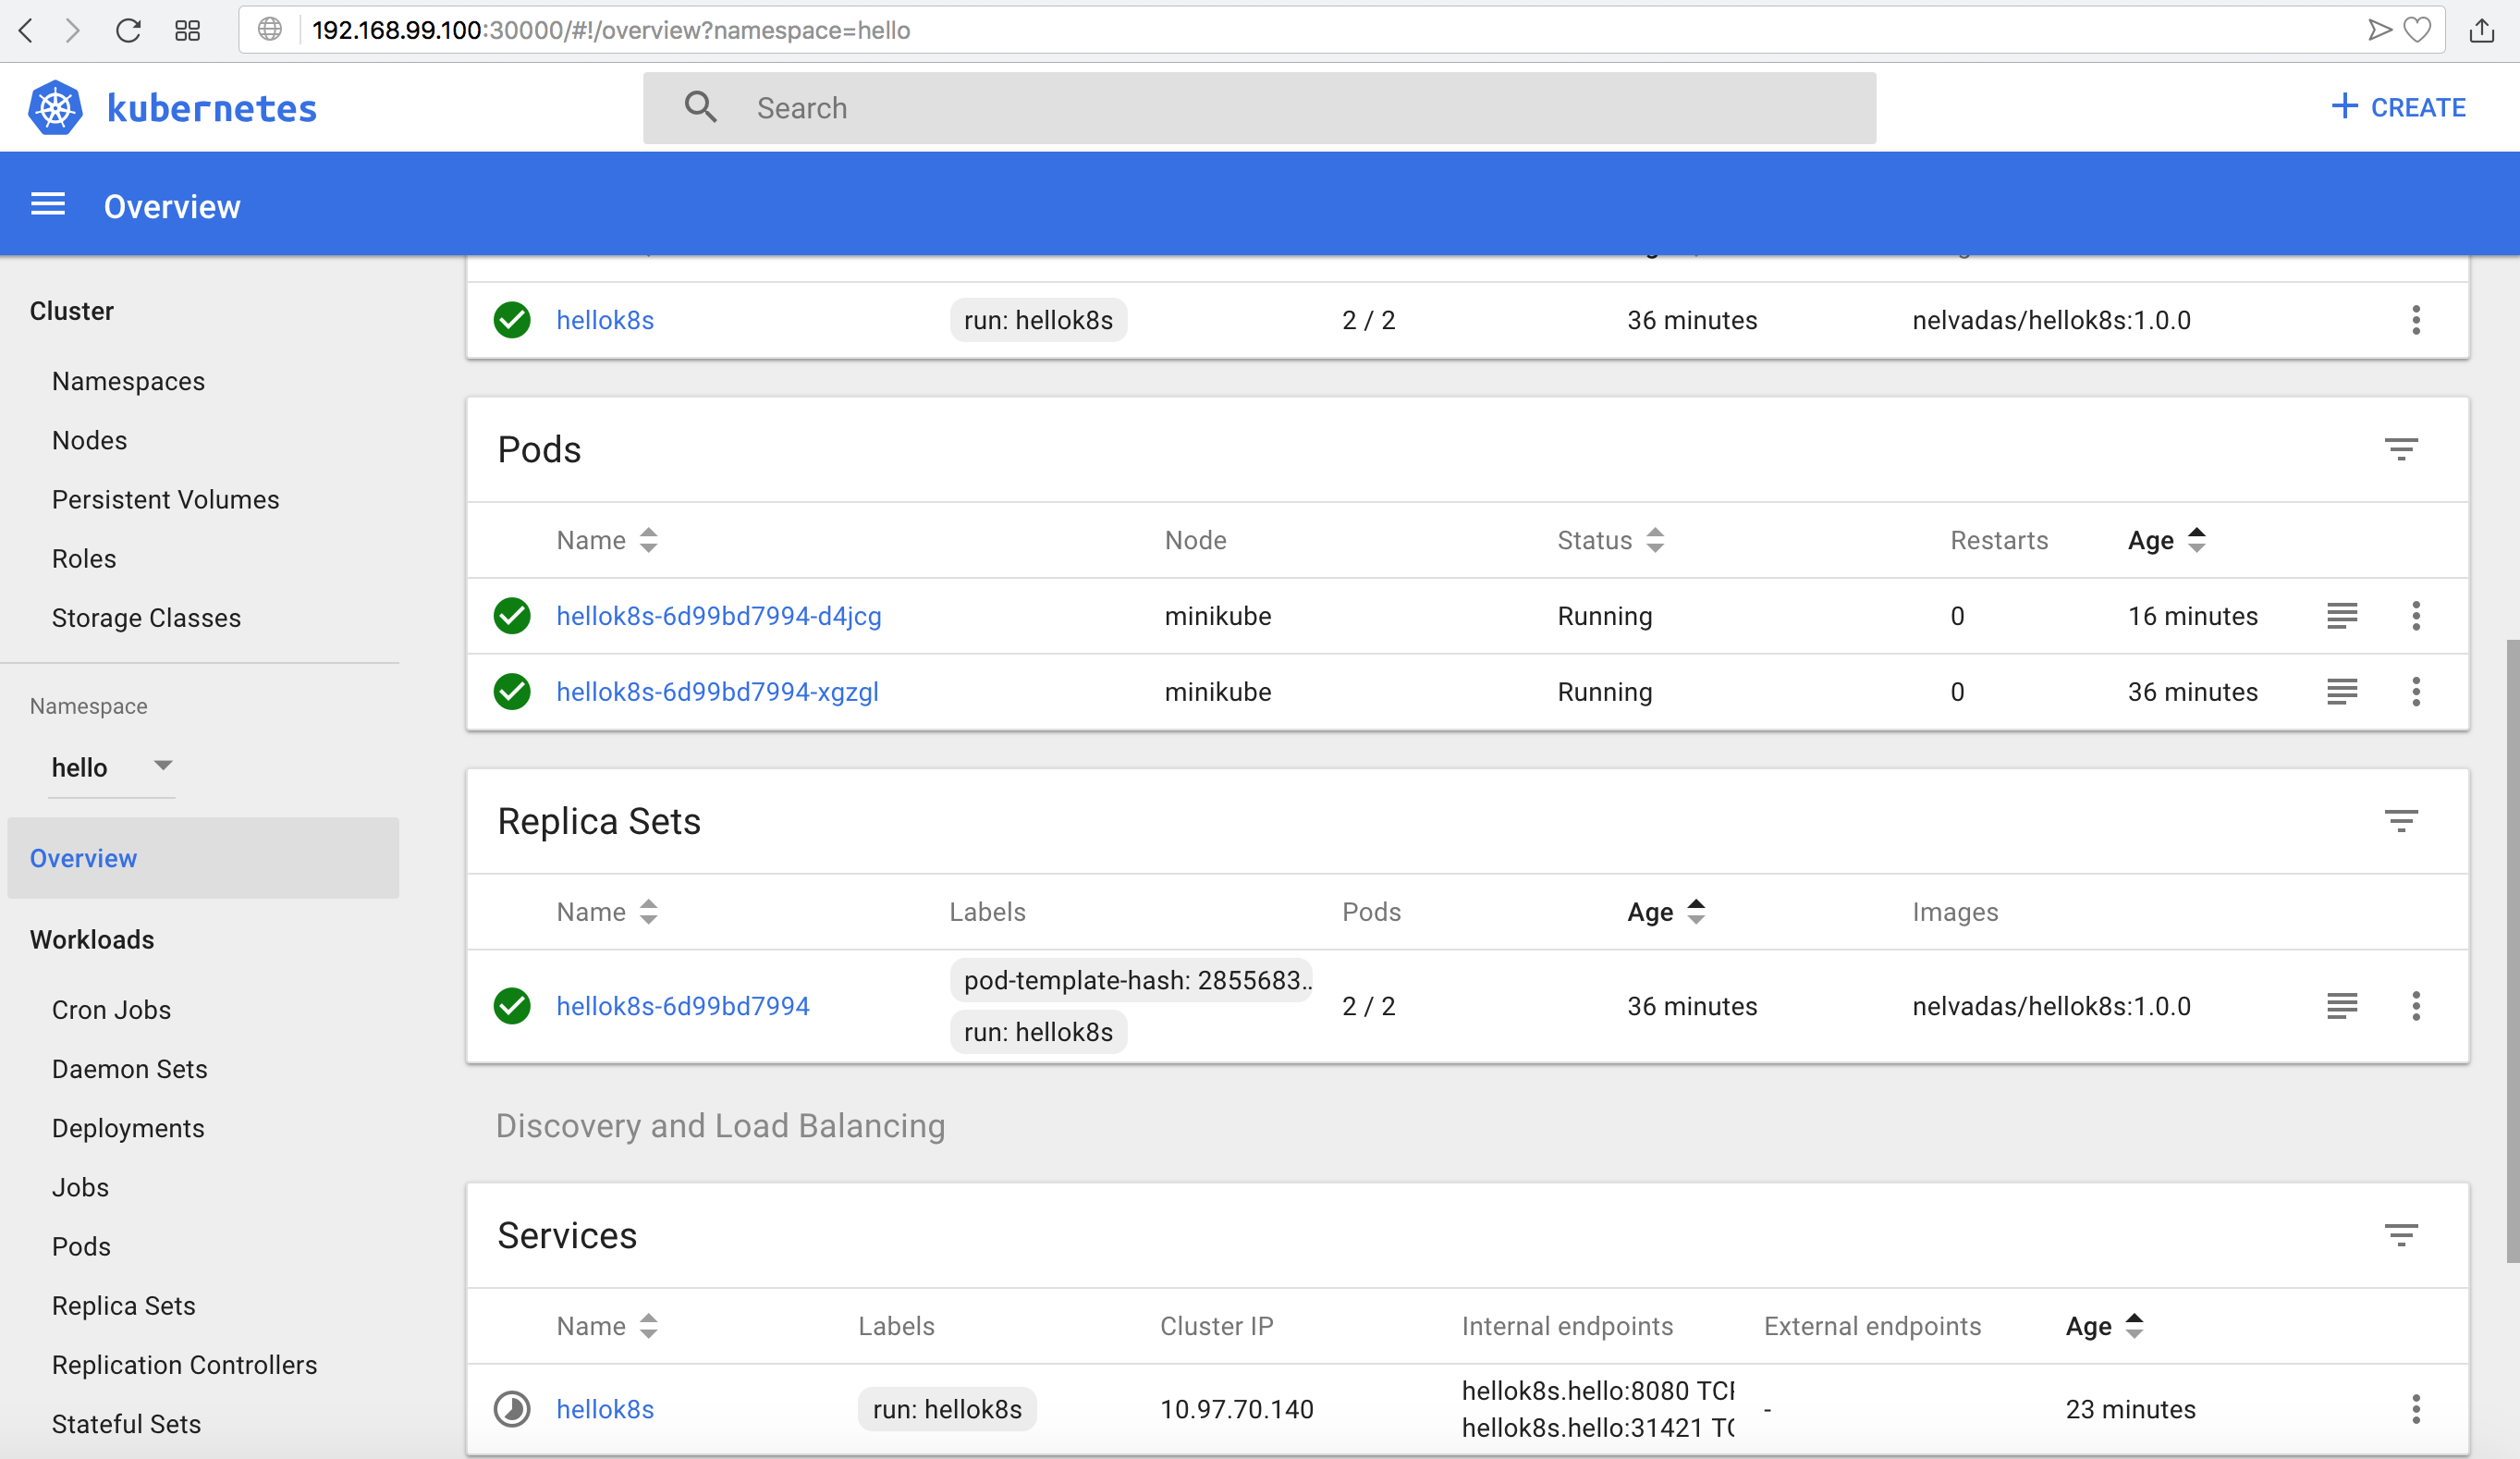 192.168.99.100:30000/#!/overview?namespace=hello
kubernetes
Search
CREATE
Overview
Cluster
Namespaces
Nodes
Persistent Volumes
Roles
Storage Classes
Namespace
hello
Overview
Workloads
Cron Jobs
Daemon Sets
Deployments
Jobs
Pods
Replica Sets
Replication Controllers
Stateful Sets
hellok8s run: hellok8s 2 / 2 36 minutes nelvadas/hellok8s:1.0.0
Pods
Name Node Status Restarts Age
hellok8s-6d99bd7994-d4jcg minikube Running 0 16 minutes
hellok8s-6d99bd7994-xgzgl minikube Running 0 36 minutes
Replica Sets
Name Labels Pods Age Images
pod-template-hash: 2855683..
hellok8s-6d99bd7994 2 / 2 36 minutes nelvadas/hellok8s:1.0.0
run: hellok8s
Discovery and Load Balancing
Services
Name Labels Cluster IP Internal endpoints External endpoints Age
hellok8s.hello:8080
hellok8s run: hellok8s 10.97.70.140 - 23 minutes
hellok8s.hello:31421